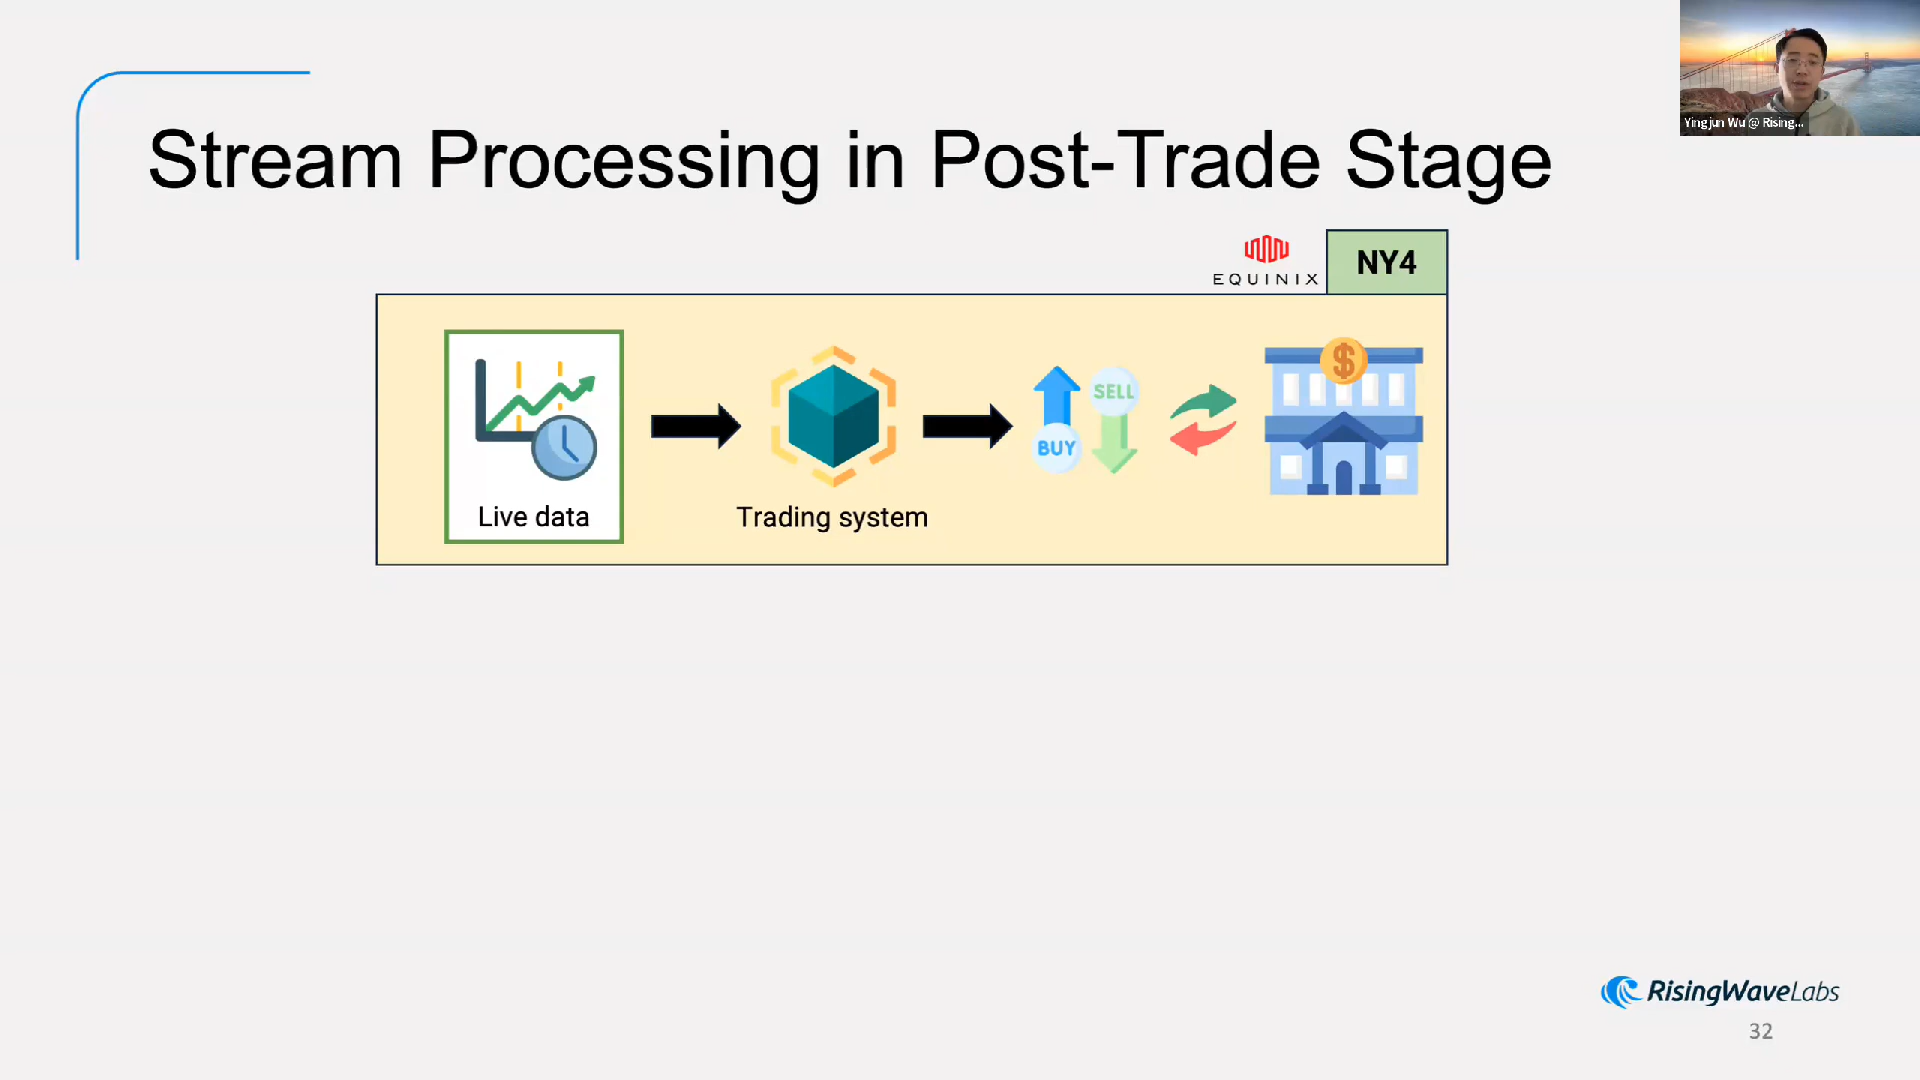 Yingjun Wu @ Rising...
Stream Processing in Post-Trade Stage
EQUINIX
NY4
SELL
BUY
$
Live data
Trading system
RisingWaveLabs
32